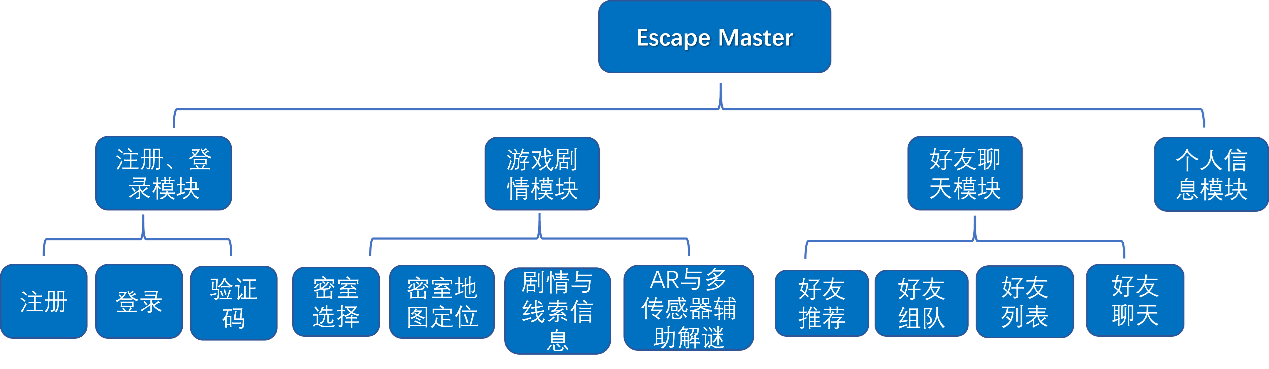 Escape Master
注册、登
录模块
游戏剧
情模块
好友聊
天模块
个人信
息模块
注册
登录
验证
码
密室
选择
密室地
图定位
剧情与
线索信
息
AR与多
传感器辅
助解谜
好友
推荐
好友
组队
好友
列表
好友
聊天